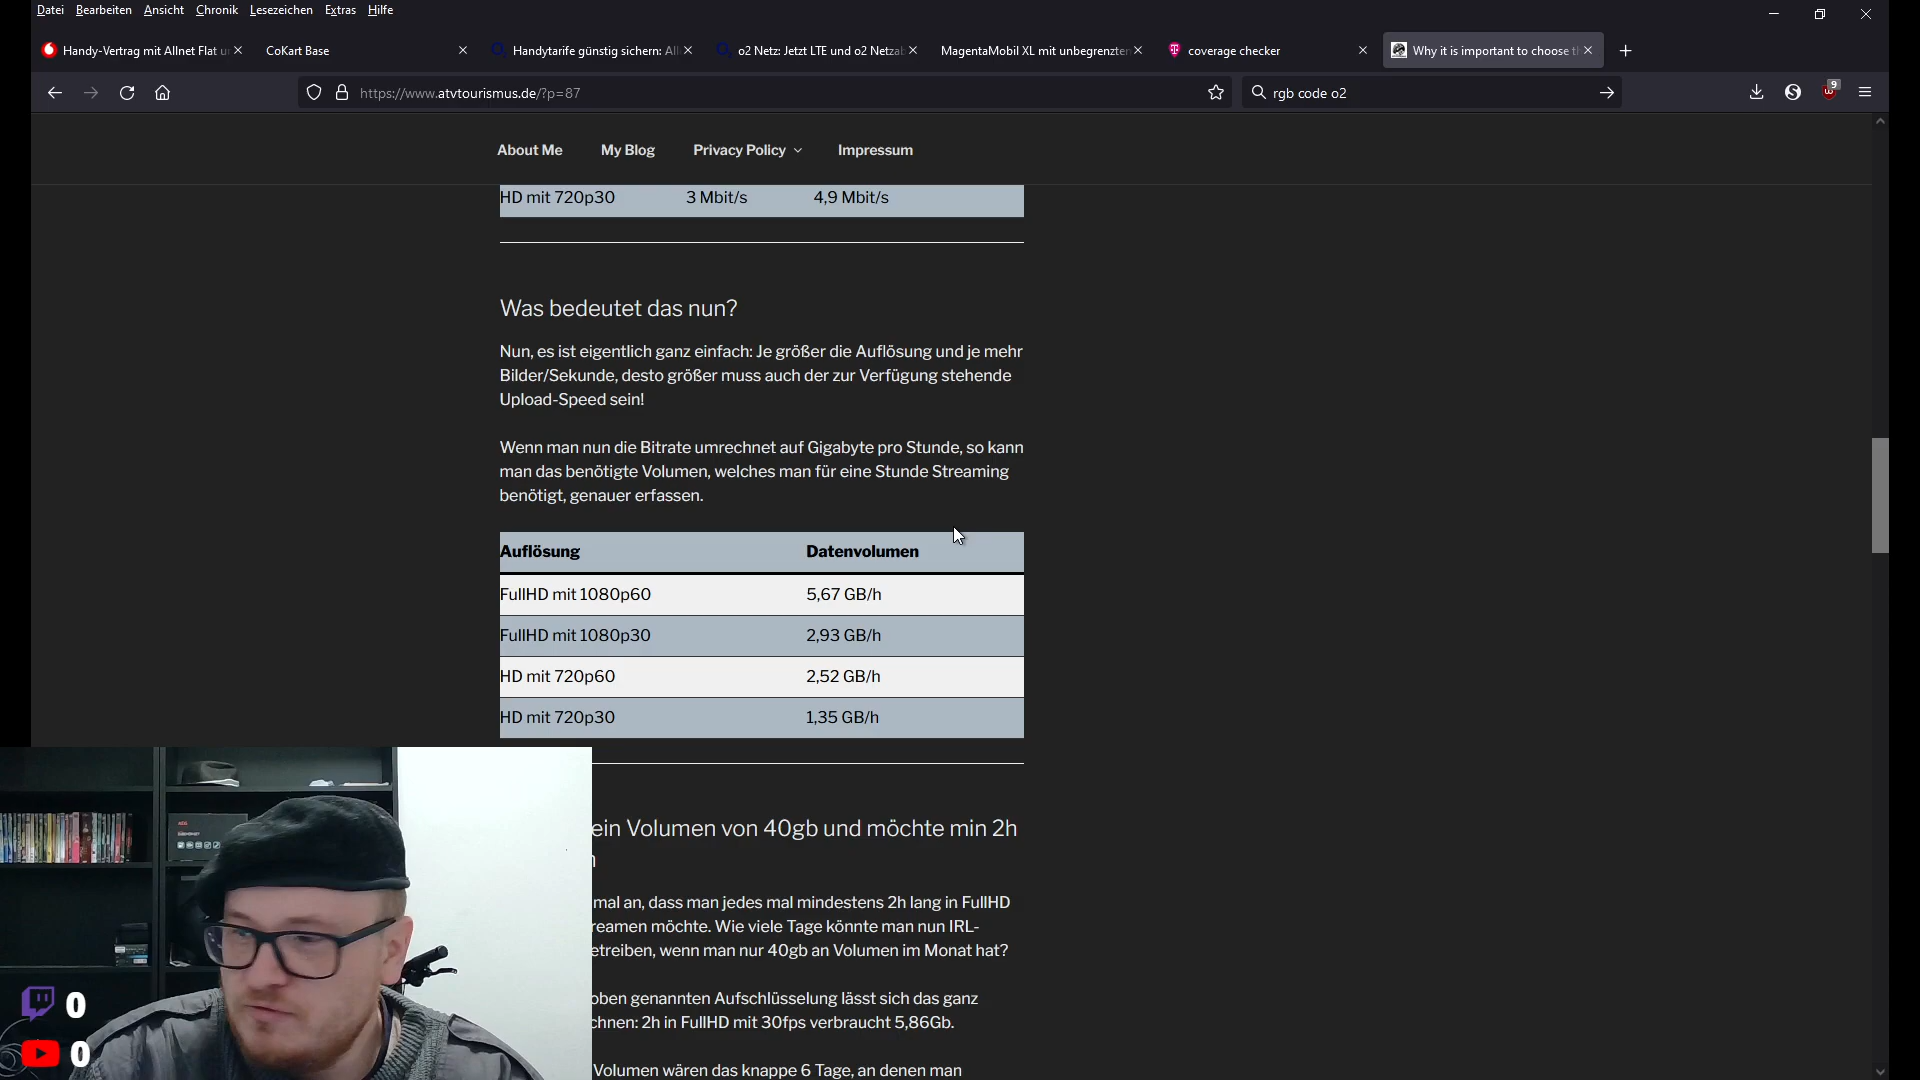 Datei Bearbeiten Ansicht Chronik Lesezeichen Extras Hilfe
Handy-Vertrag mit Allnet Flat u
CoKart Base
Handytarife günstig sichern: All
o2 Netz: Jetzt LTE und o2 Netza
MagentaMobil XL mit unbegrenzte
coverage checker
Why it is important to choose t
https://www.atvtourismus.de/?p=87
rgb code o2
9
About Me My Blog Privacy Policy Impressum
HD mit 720p30 3 Mbit/s 4,9 Mbit/s
Was bedeutet das nun?
Nun, es ist eigentlich ganz einfach: Je größer die Auflösung und je mehr
Bilder/Sekunde, desto größer muss auch der zur Verfügung stehende
Upload-Speed sein!
Wenn man nun die Bitrate umrechnet auf Gigabyte pro Stunde, so kann
man das benötigte Volumen, welches man für eine Stunde Streaming
benötigt, genauer erfassen.
Auflösung Datenvolumen
FullHD mit 1080p60 5,67 GB/h
FullHD mit 1080p30 2,93 GB/h
HD mit 720p60 2,52 GB/h
HD mit 720p30 1,35 GB/h
ein Volumen von 40gb und möchte min 2h
mal an, dass man jedes mal mindestens 2h lang in FullHD
reamen möchte. Wie viele Tage könnte man nun IRL-
etreiben, wenn man nur 40gb an Volumen im Monat hat?
oben genannten Aufschlüsselung lässt sich das ganz
chnen: 2h in FullHD mit 30fps verbraucht 5,86Gb.
Volumen wären das knappe 6 Tage, an denen man
0
0